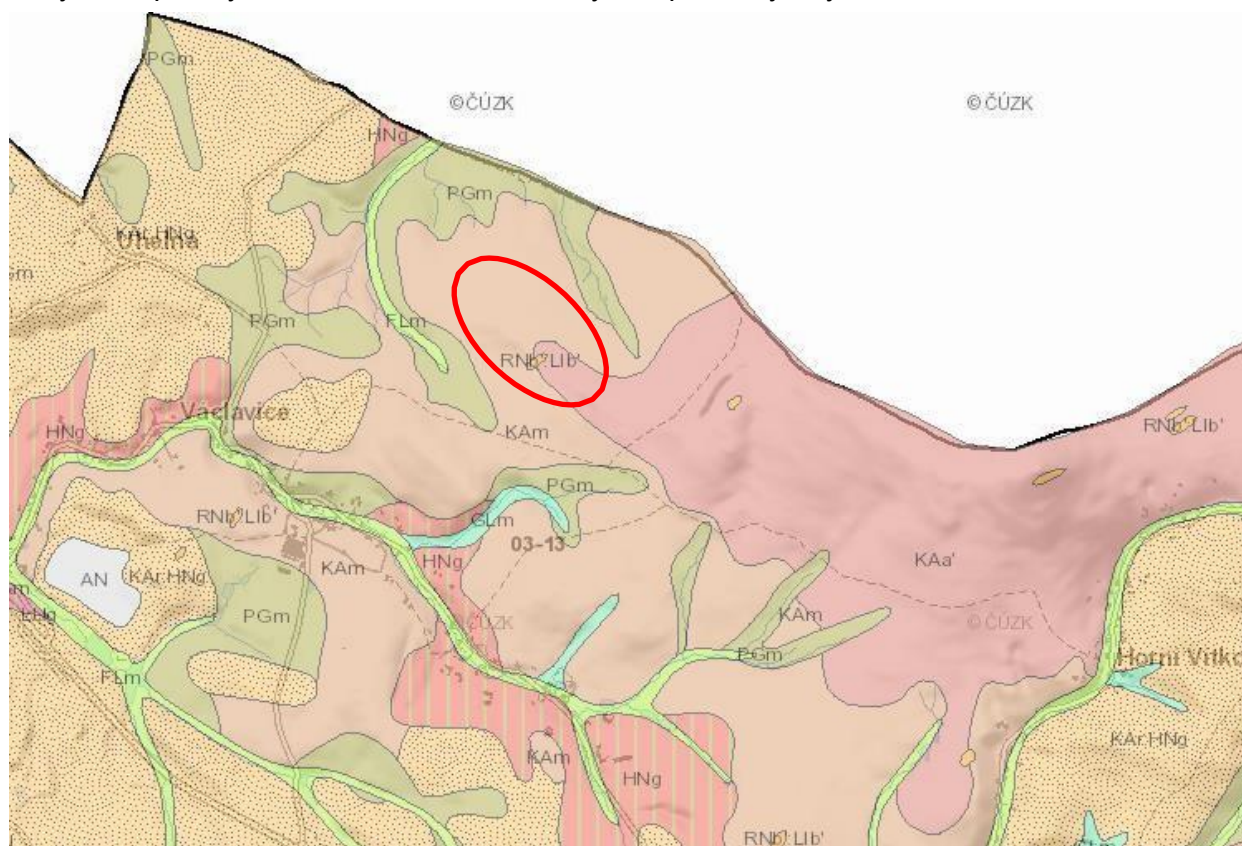 PGm
©ČÚZK
©ČÚZK
HNg
PGm
KAr.HNg
Uhelná
PGm
FLm
RNb' LIb'
Václavice
KAm
HNg
RNb' LIb'
PGm
RNb' LIb'
GLm
03-13
KAm
HNg
KAa'
AN
KAr.HNg
PGm
KAm
©ČÚZK
©ČÚZK
PGm
FLm
Horní Vítko
KAr.HNg
KAm
HNg
RNb'.LIb'